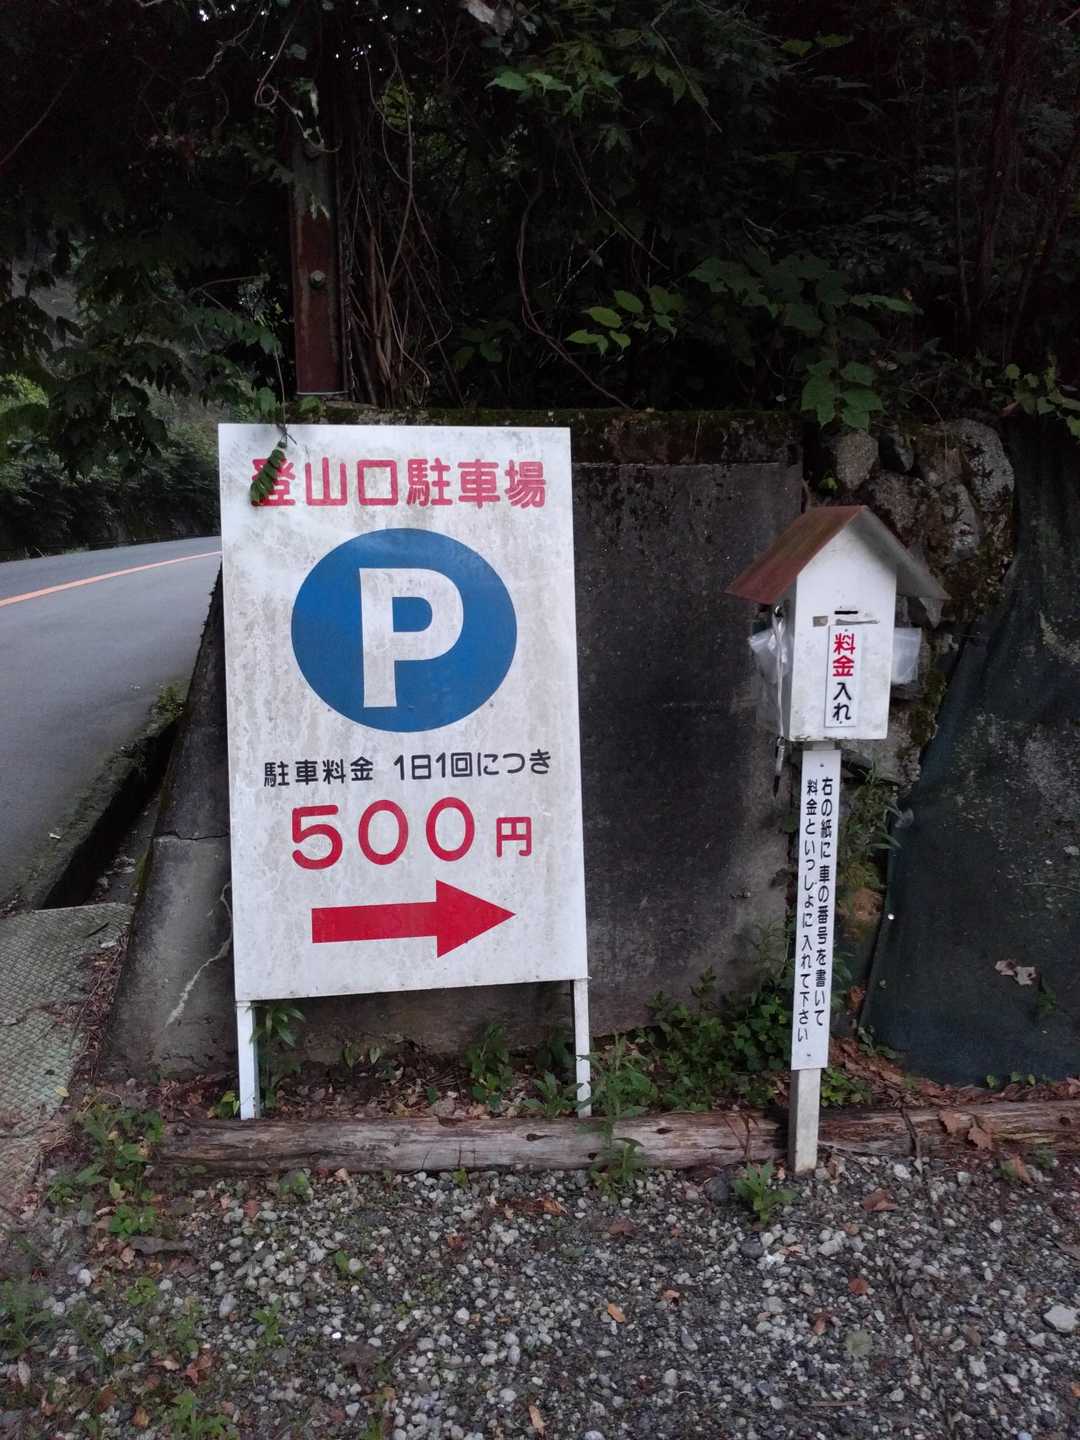 登山口駐車場
P
駐車料金 1日1回につき
500円
料金入れ
右の紙に車の番号を書いて
料金といっしょに入れて下さい